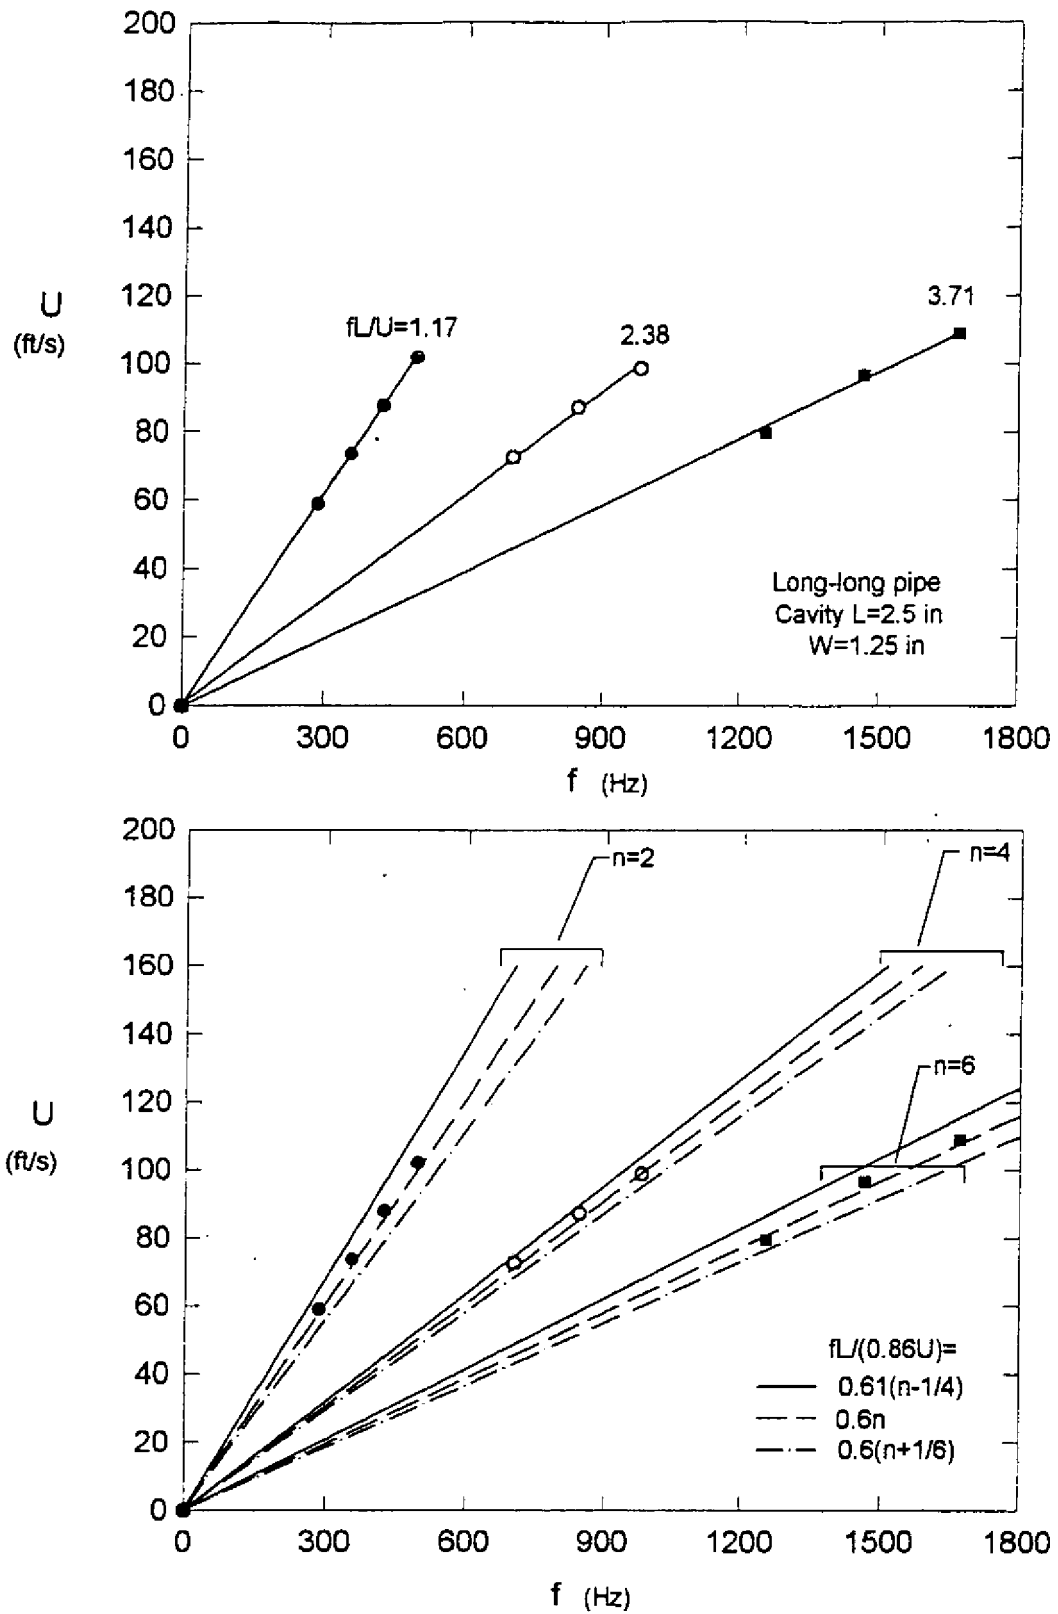 200
180
160
140
120
100
80
60
40
20
0
U
(ft/s)
fL/U=1.17
2.38
3.71
Long-long pipe
Cavity L=2.5 in
W=1.25 in
0 300 600 900 1200 1500 1800
f (Hz)
200
180
160
140
120
100
80
60
40
20
0
U
(ft/s)
n=2
n=4
n=6
fL/(0.86U)=
0.61(n-1/4)
0.6n
0.6(n+1/6)
0 300 600 900 1200 1500 1800
f (Hz)